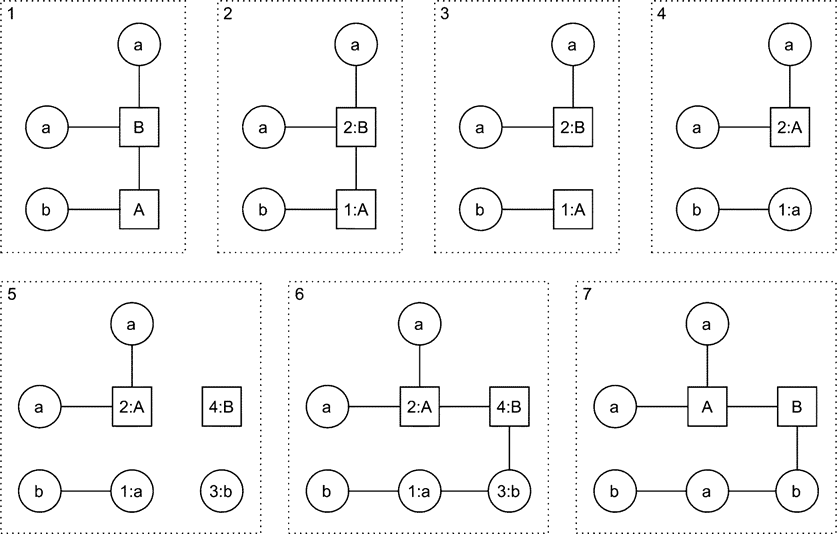 1 2 3 4
a a a a
a B a 2:B a 2:B a 2:A
b A b 1:A b 1:A b 1:a
5 6 7
a a a
a 2:A 4:B a 2:A 4:B a A B
b 1:a 3:b b 1:a 3:b b a b